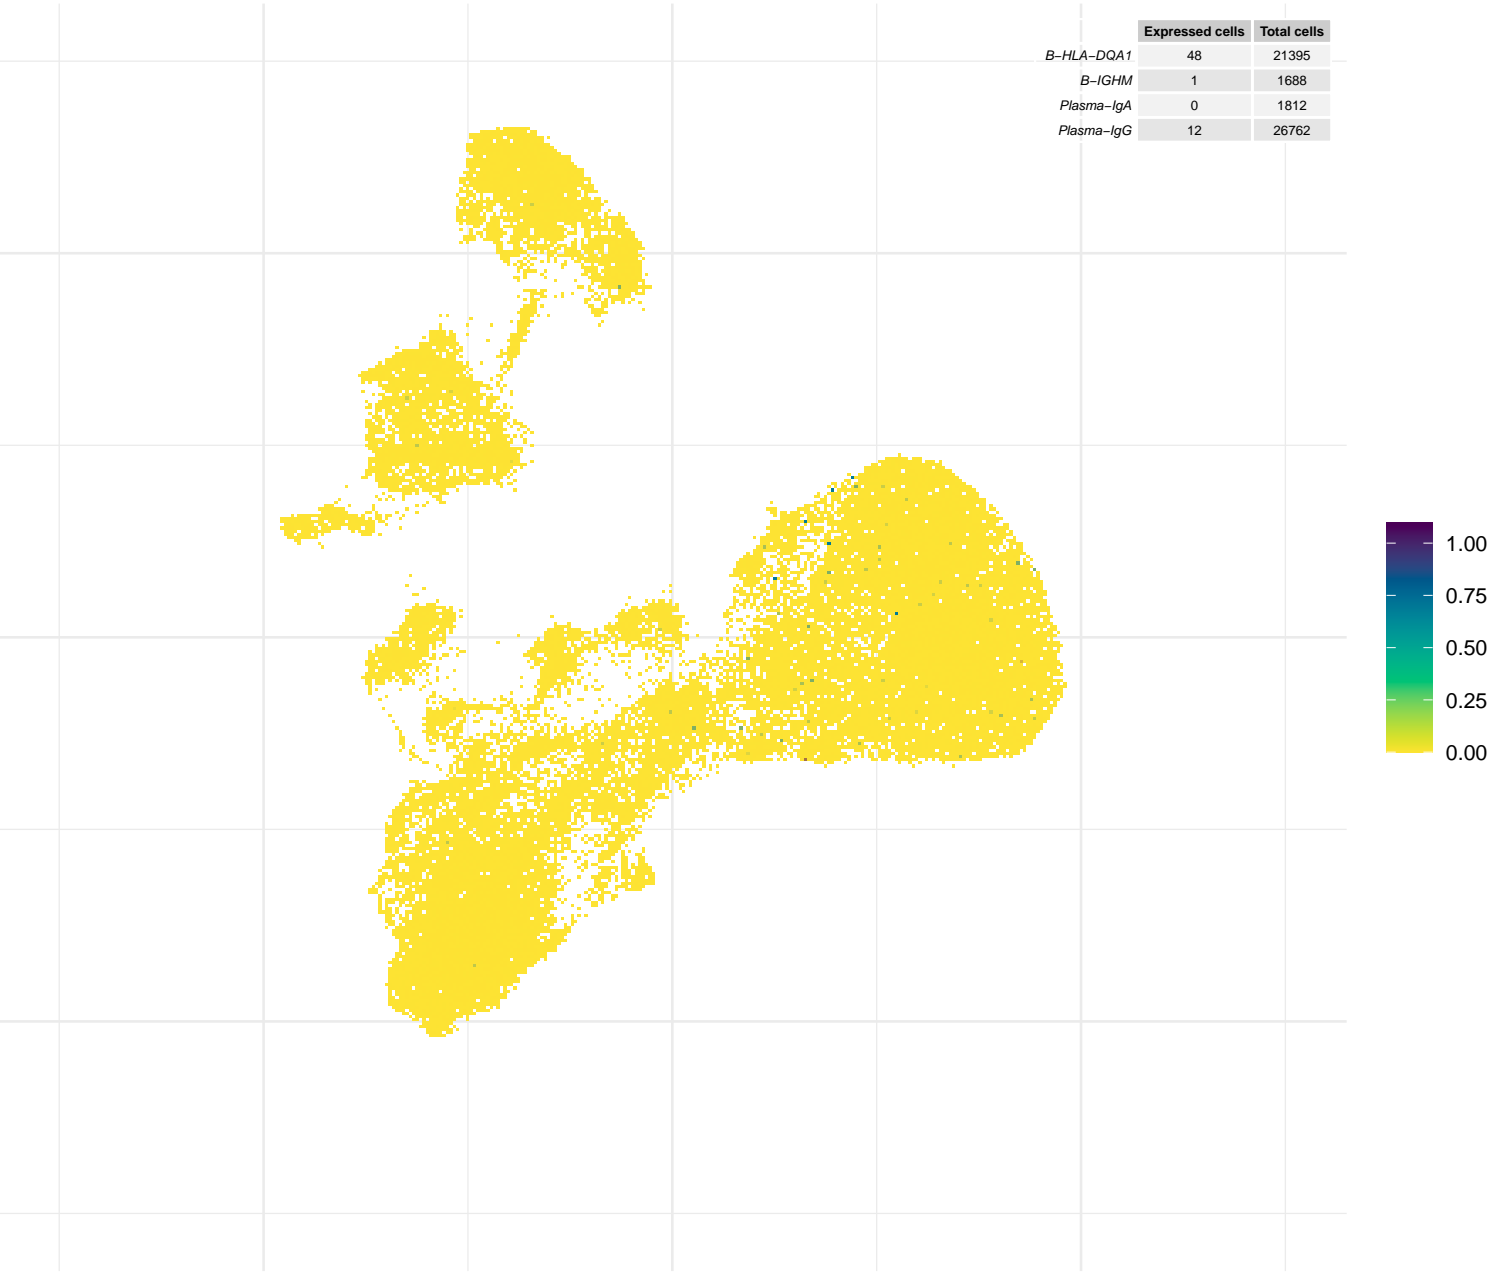 Expressed cells Total cells
B−HLA−DQA1 48 21395
B−IGHM 1 1688
Plasma−IgA 0 1812
Plasma−IgG 12 26762
1.00
0.75
0.50
0.25
0.00